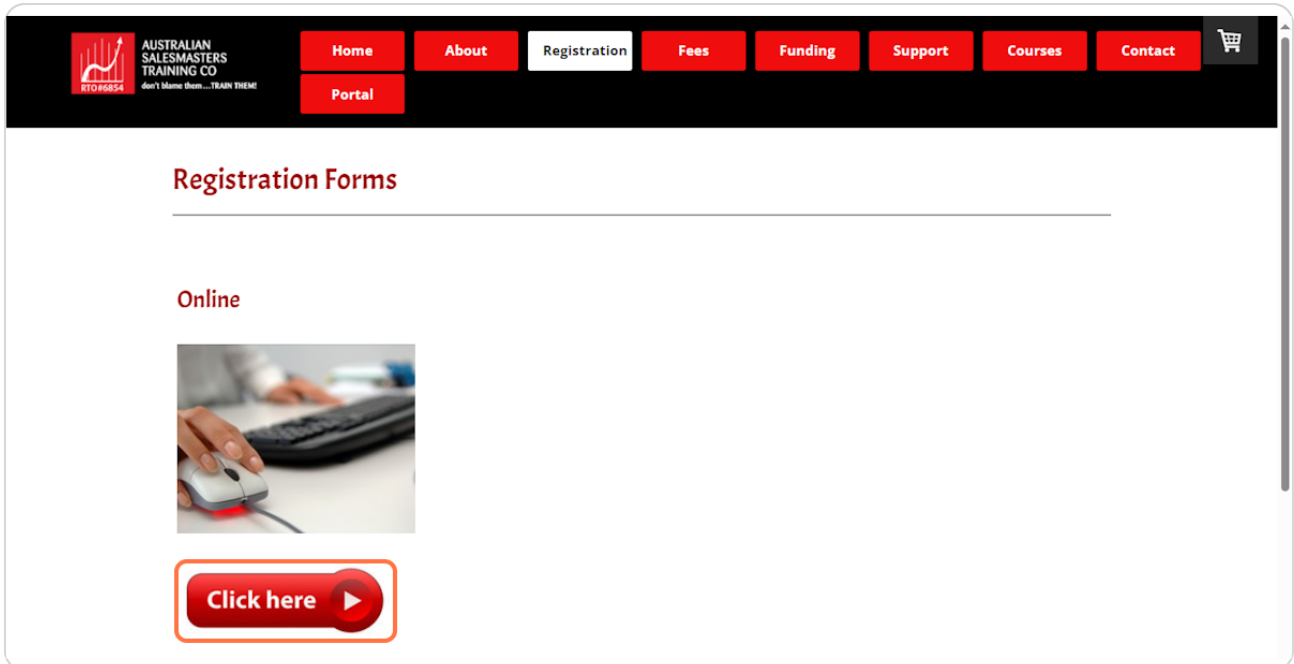 AUSTRALIAN
SALESMASTERS
TRAINING CO
don't blame them ...TRAIN THEM!
RTO#6854
Home
About
Registration
Fees
Funding
Support
Courses
Contact
Portal
Registration Forms
Online
Click here